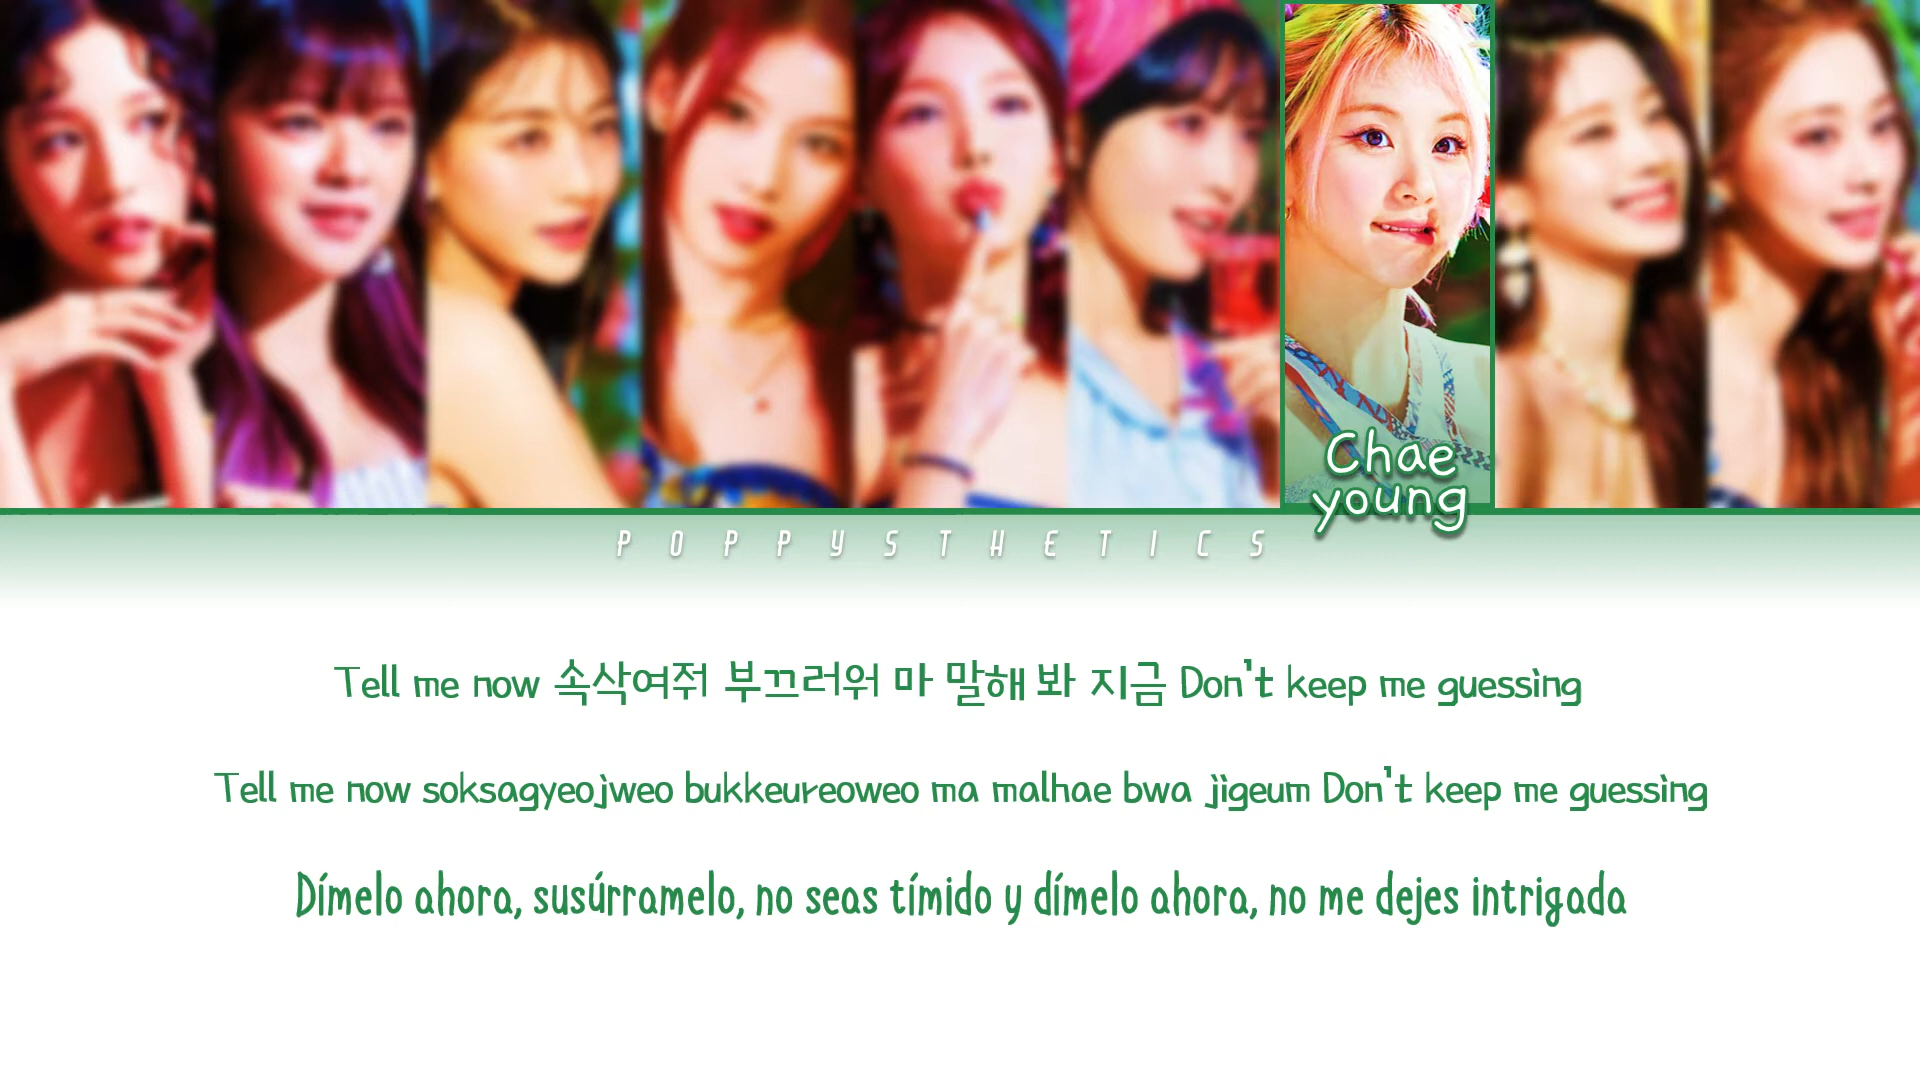 Chae
young
POPPYSTHETICS
Tell me now 속삭여줘 부끄러워 마 말해 봐 지금 Don't keep me guessing
Tell me now soksagyeojweo bukkeureoweo ma malhae bwa jigeum Don't keep me guessing
Dímelo ahora, susúrramelo, no seas tímido y dímelo ahora, no me dejes intrigada